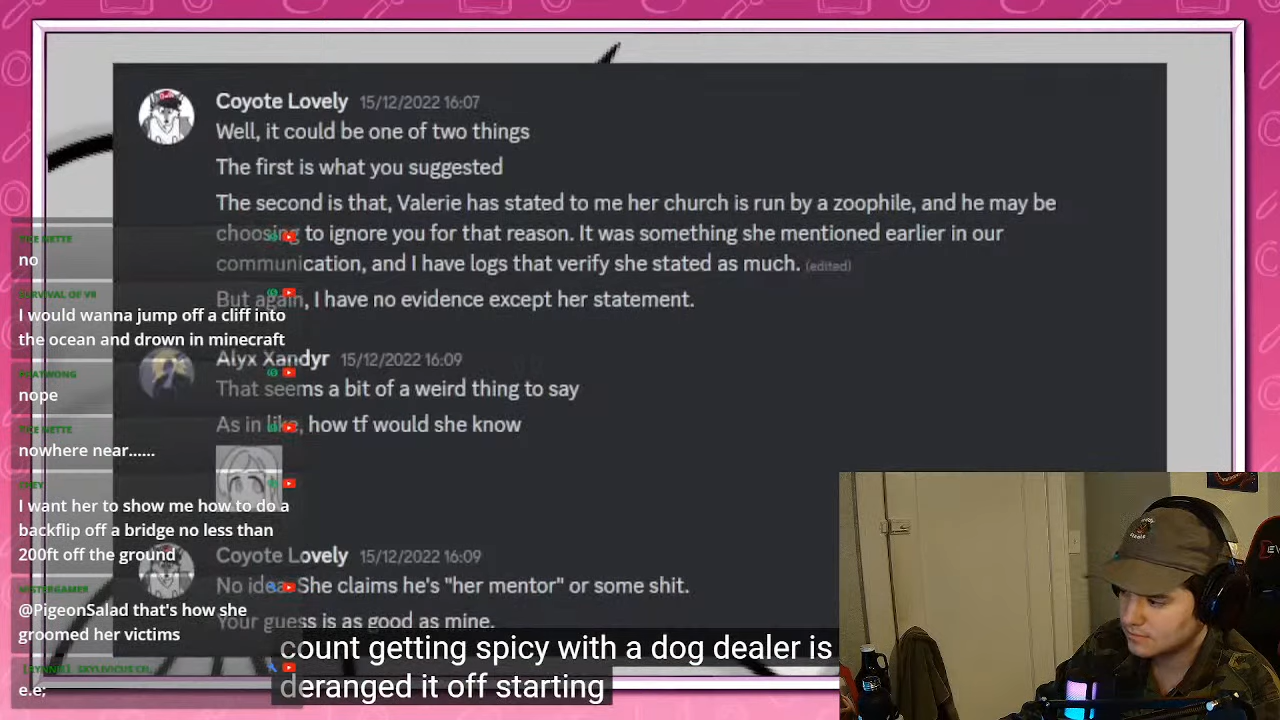 Coyote Lovely 15/12/2022 16:07
Well, it could be one of two things
The first is what you suggested
The second is that, Valerie has stated to me her church is run by a zoophile, and he may be
choosing to ignore you for that reason. It was something she mentioned earlier in our
communication, and I have logs that verify she stated as much. (edited)
But again, I have no evidence except her statement.
Alyx Xandyr 15/12/2022 16:09
That seems a bit of a weird thing to say
As in like, how tf would she know
Coyote Lovely 15/12/2022 16:09
No idea. She claims he's "her mentor" or some shit.
Your guess is as good as mine.
no
SURVIVAL OF VR
I would wanna jump off a cliff into
the ocean and drown in minecraft
nope
nowhere near......
I want her to show me how to do a
backflip off a bridge no less than
200ft off the ground
MISTERGAMER
@PigeonSalad that's how she
groomed her victims
e.e;
count getting spicy with a dog dealer is
deranged it off starting